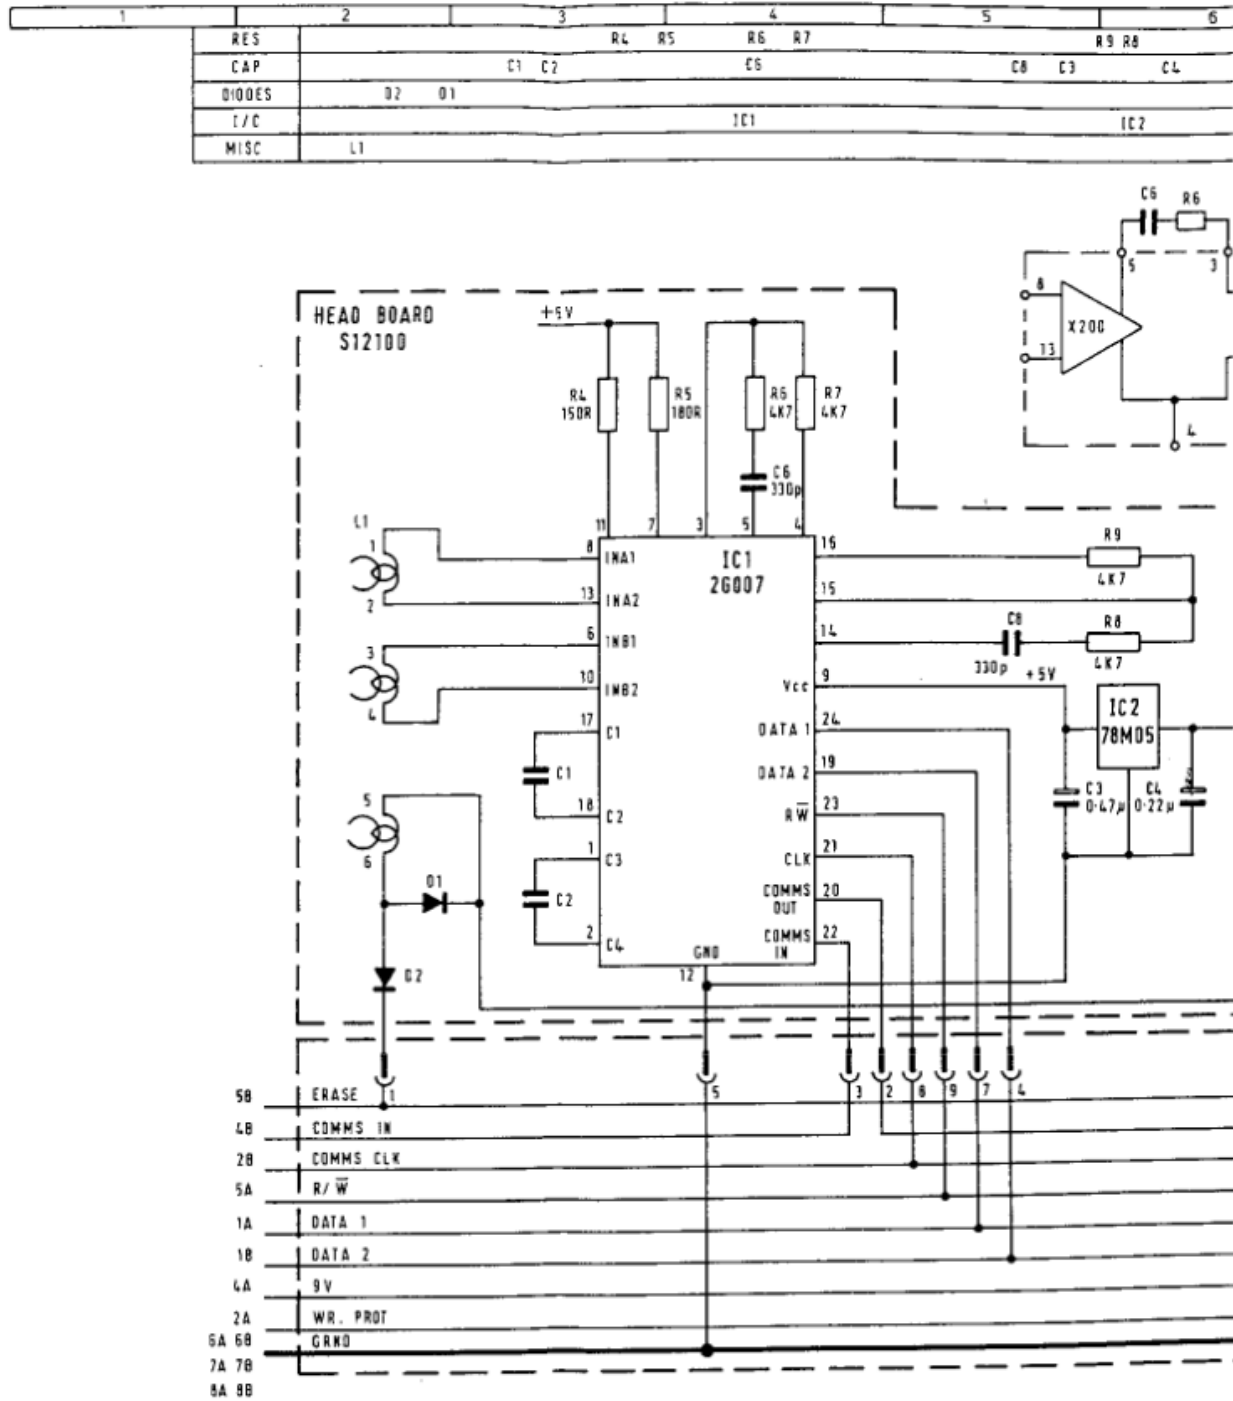 1 2 3 4 5 6
RES R4 R5 R6 R7 R9 R8
CAP C1 C2 C6 C8 C3 C4
DIODES D2 D1
I/C IC1 IC2
MISC L1
C6 R6
5 3
8
X200
13
4
HEAD BOARD
S12100
+5V
R4
150R
R5
180R
R6
4K7
R7
4K7
C6
330p
11 7 3 5 4
L1
1
2
3
4
8 INA1
13 INA2
6 INB1
10 INB2
17 C1
18 C2
1 C3
2 C4
C1
C2
IC1
2G007
16
15
14
Vcc 9
DATA 1 24
DATA 2 19
R W̅ 23
CLK 21
COMMS OUT 20
COMMS IN 22
GND
12
R9
4K7
C8
330p
R8
4K7
+5V
IC2
78M05
C3
0·47µ
C4
0·22µ
5
6
D1
D2
1 5 3 2 8 9 7 4
5B ERASE
4B COMMS IN
2B COMMS CLK
5A R/W̅
1A DATA 1
1B DATA 2
4A 9V
2A WR. PROT
6A 6B GRND
7A 7B
8A 8B